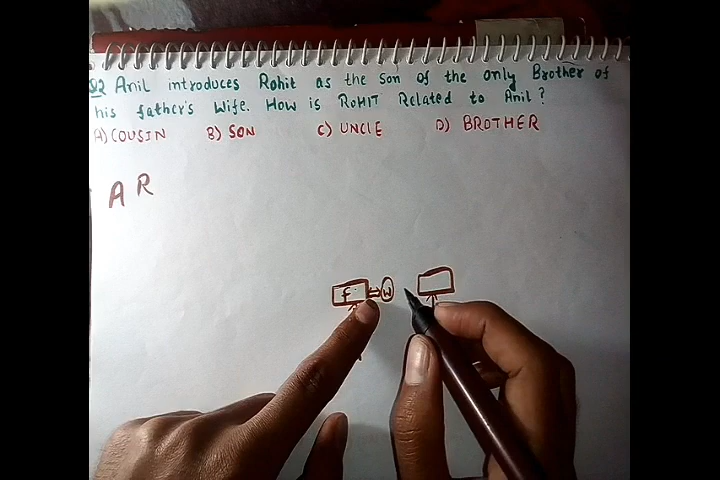 Q2 Anil introduces Rohit as the son of the only Brother of
his father's wife. How is ROHIT Related to Anil?
A) COUSIN B) SON C) UNCLE D) BROTHER
A R
f W